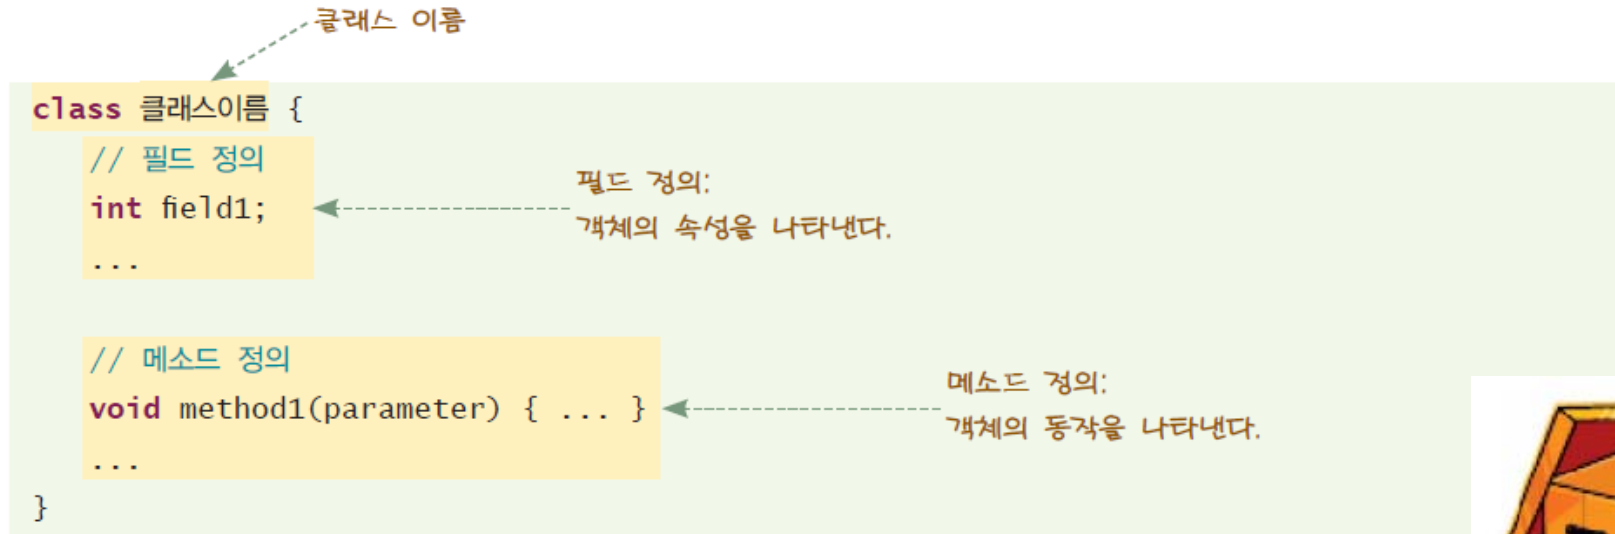 클래스 이름
class 클래스이름 {
// 필드 정의
int field1;
필드 정의:
객체의 속성을 나타낸다.
...
// 메소드 정의
void method1(parameter) { ... }
메소드 정의:
객체의 동작을 나타낸다.
...
}